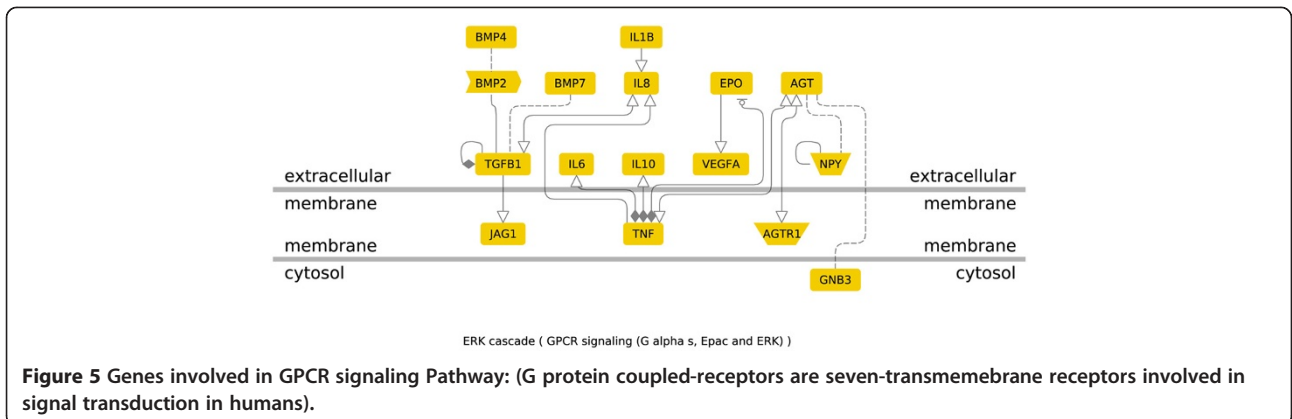 BMP4
IL1B
BMP2
BMP7
IL8
EPO
AGT
TGFB1
IL6
IL10
VEGFA
NPY
extracellular
extracellular
membrane
membrane
JAG1
TNF
AGTR1
membrane
membrane
cytosol
cytosol
GNB3
ERK cascade ( GPCR signaling (G alpha s, Epac and ERK) )
Figure 5 Genes involved in GPCR signaling Pathway: (G protein coupled-receptors are seven-transmemebrane receptors involved in
signal transduction in humans).